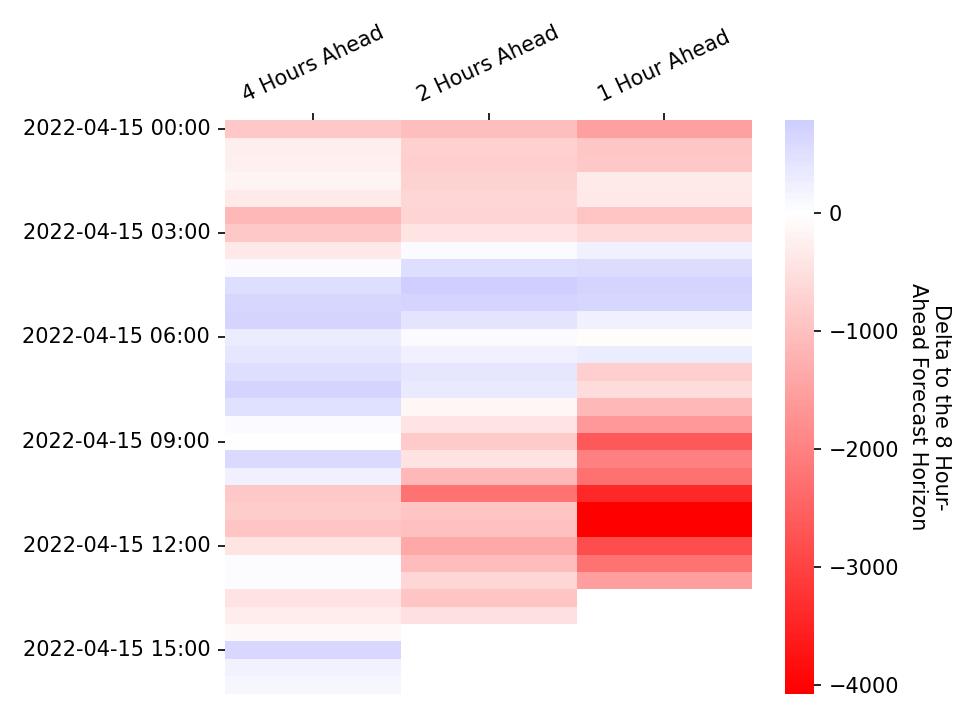 4 Hours Ahead
2 Hours Ahead
1 Hour Ahead
2022-04-15 00:00
2022-04-15 03:00
2022-04-15 06:00
2022-04-15 09:00
2022-04-15 12:00
2022-04-15 15:00
0
−1000
−2000
−3000
−4000
Delta to the 8 Hour-
Ahead Forecast Horizon